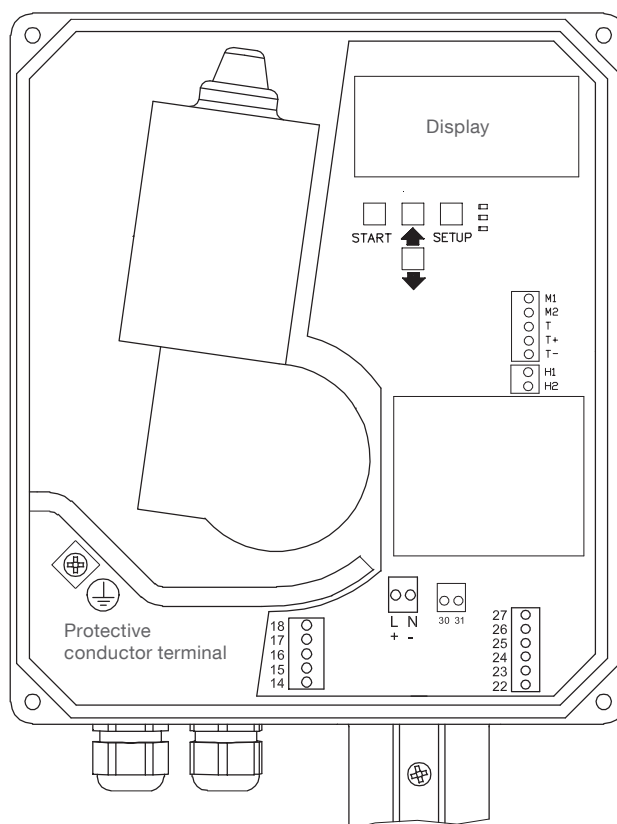 Display
START
SETUP
M1
M2
T
T+
T-
H1
H2
L N
+ -
30 31
Protective
conductor terminal
18
17
16
15
14
27
26
25
24
23
22